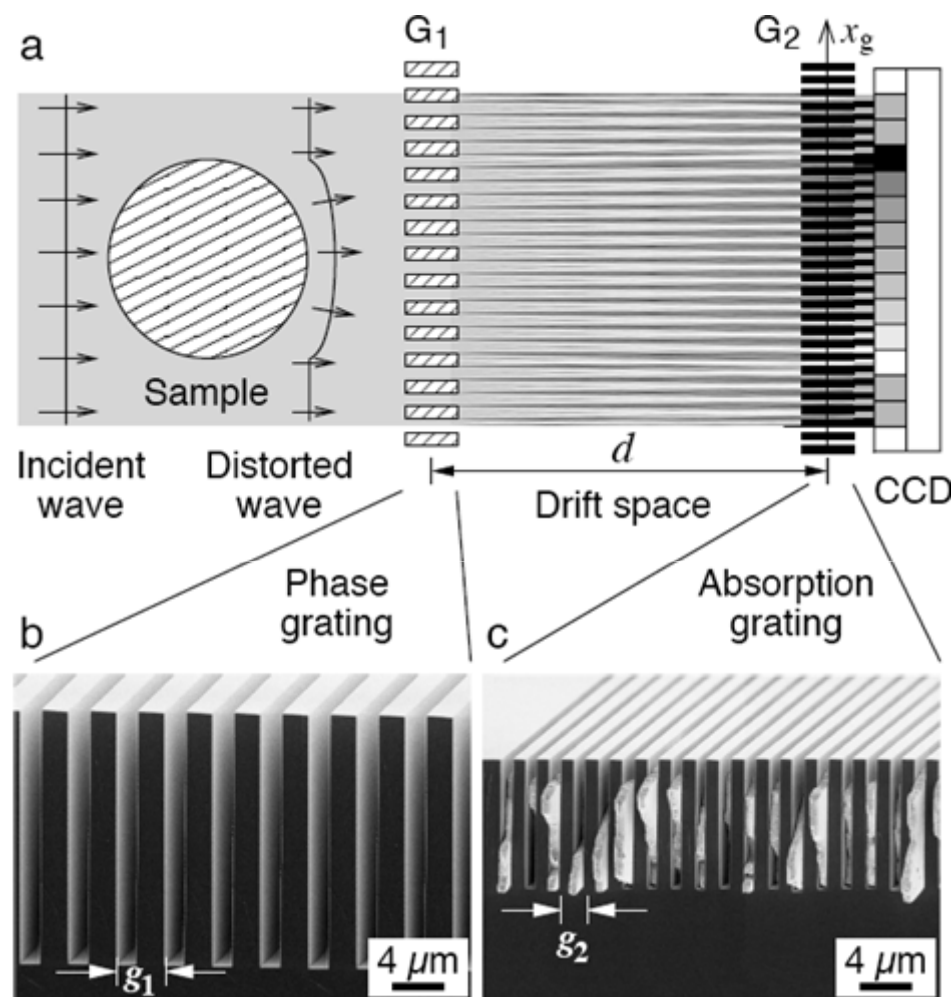 a
G1
G2
xg
Sample
Incident
wave
Distorted
wave
d
Drift space
CCD
Phase
grating
Absorption
grating
b
c
g1
4 µm
g2
4 µm